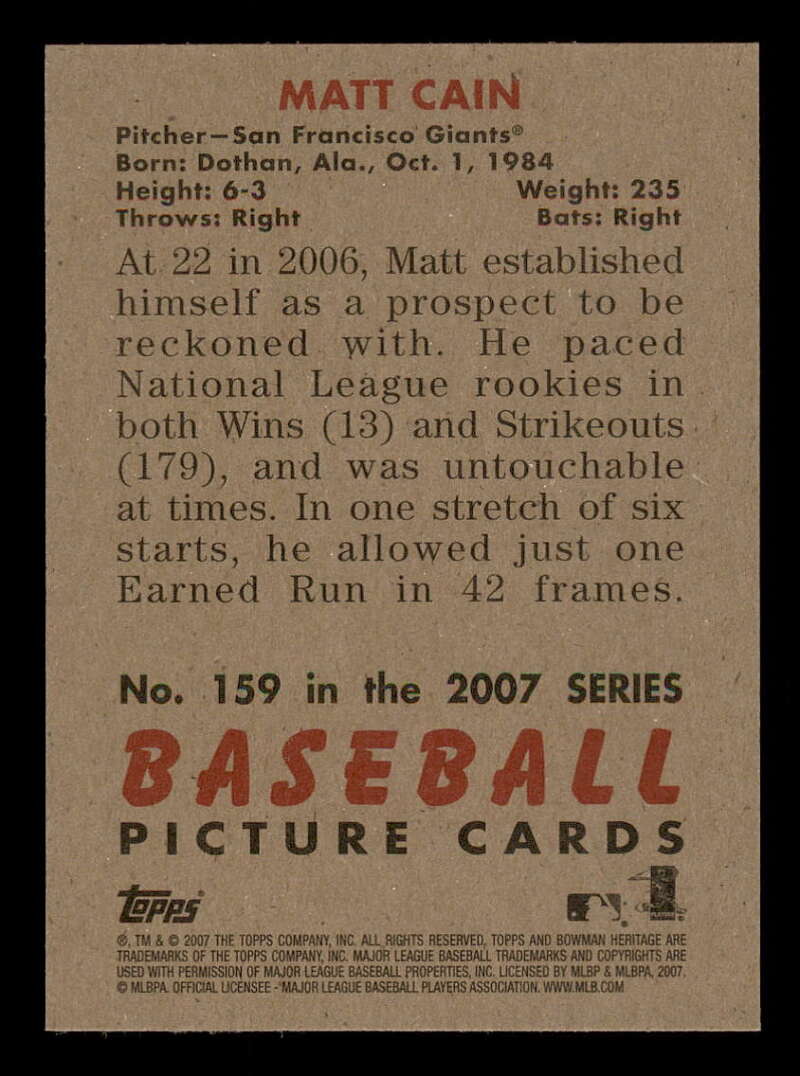 MATT CAIN
Pitcher—San Francisco Giants®
Born: Dothan, Ala., Oct. 1, 1984
Height: 6-3 Weight: 235
Throws: Right Bats: Right
At 22 in 2006, Matt established
himself as a prospect to be
reckoned with. He paced
National League rookies in
both Wins (13) and Strikeouts
(179), and was untouchable
at times. In one stretch of six
starts, he allowed just one
Earned Run in 42 frames.
No. 159 in the 2007 SERIES
BASEBALL
PICTURE CARDS
Topps
®, TM & © 2007 THE TOPPS COMPANY, INC. ALL RIGHTS RESERVED, TOPPS AND BOWMAN HERITAGE ARE
TRADEMARKS OF THE TOPPS COMPANY, INC. MAJOR LEAGUE BASEBALL TRADEMARKS AND COPYRIGHTS ARE
USED WITH PERMISSION OF MAJOR LEAGUE BASEBALL PROPERTIES, INC. LICENSED BY MLBP & MLBPA, 2007.
© MLBPA. OFFICIAL LICENSEE - MAJOR LEAGUE BASEBALL PLAYERS ASSOCIATION. WWW.MLB.COM